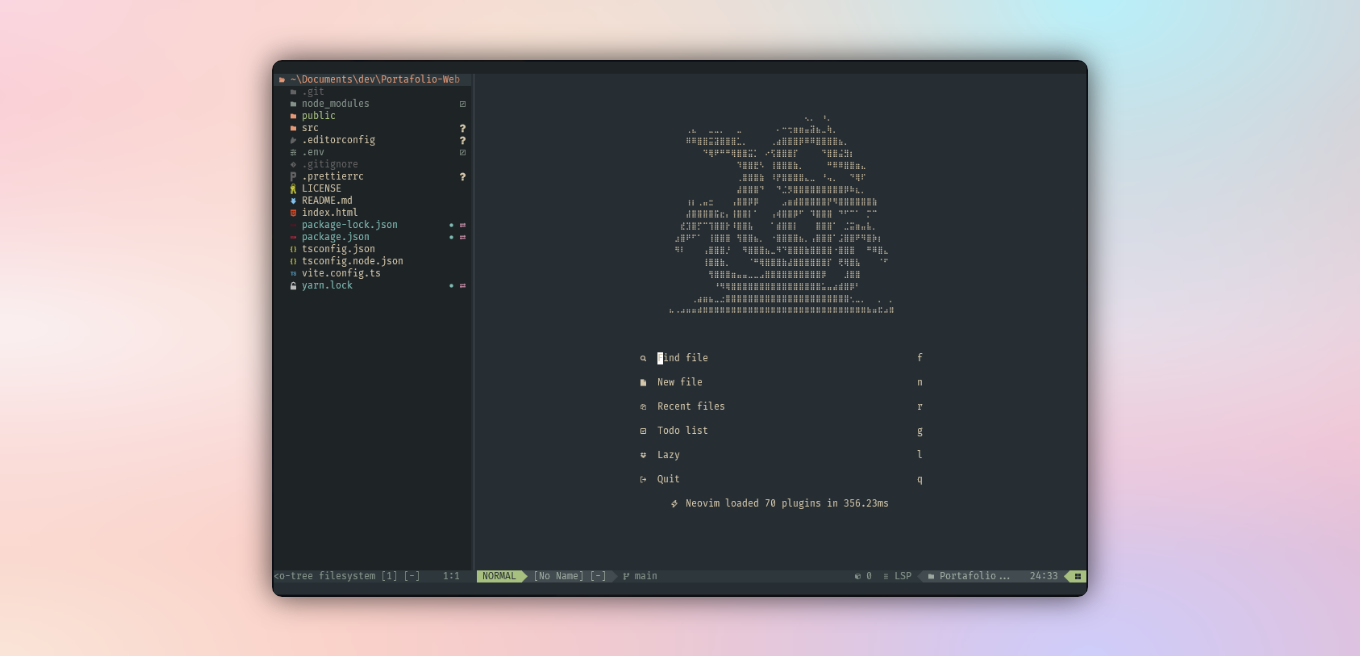 ~\Documents\dev\Portafolio-Web
.git
node_modules
public
src ?
.editorconfig ?
.env
.gitignore
.prettierrc ?
LICENSE
README.md
index.html
package-lock.json
package.json
tsconfig.json
tsconfig.node.json
vite.config.ts
yarn.lock
Find file f
New file n
Recent files r
Todo list g
Lazy l
Quit q
Neovim loaded 70 plugins in 356.23ms
<o-tree filesystem [1] [-] 1:1 NORMAL [No Name] [-] main 0 LSP Portafolio... 24:33